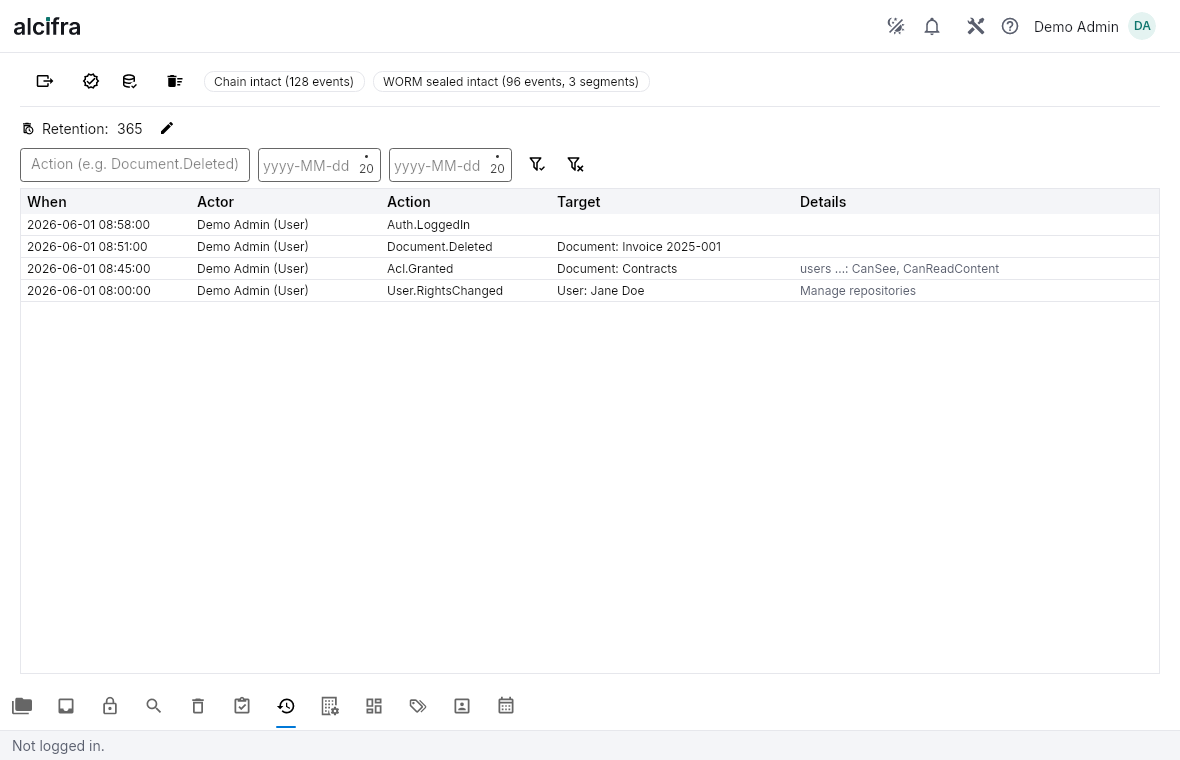 alcifra
Demo Admin
DA
Chain intact (128 events)
WORM sealed intact (96 events, 3 segments)
Retention: 365
Action (e.g. Document.Deleted)
yyyy-MM-dd
20
yyyy-MM-dd
20
When Actor Action Target Details
2026-06-01 08:58:00 Demo Admin (User) Auth.LoggedIn
2026-06-01 08:51:00 Demo Admin (User) Document.Deleted Document: Invoice 2025-001
2026-06-01 08:45:00 Demo Admin (User) Acl.Granted Document: Contracts users ...: CanSee, CanReadContent
2026-06-01 08:00:00 Demo Admin (User) User.RightsChanged User: Jane Doe Manage repositories
Not logged in.